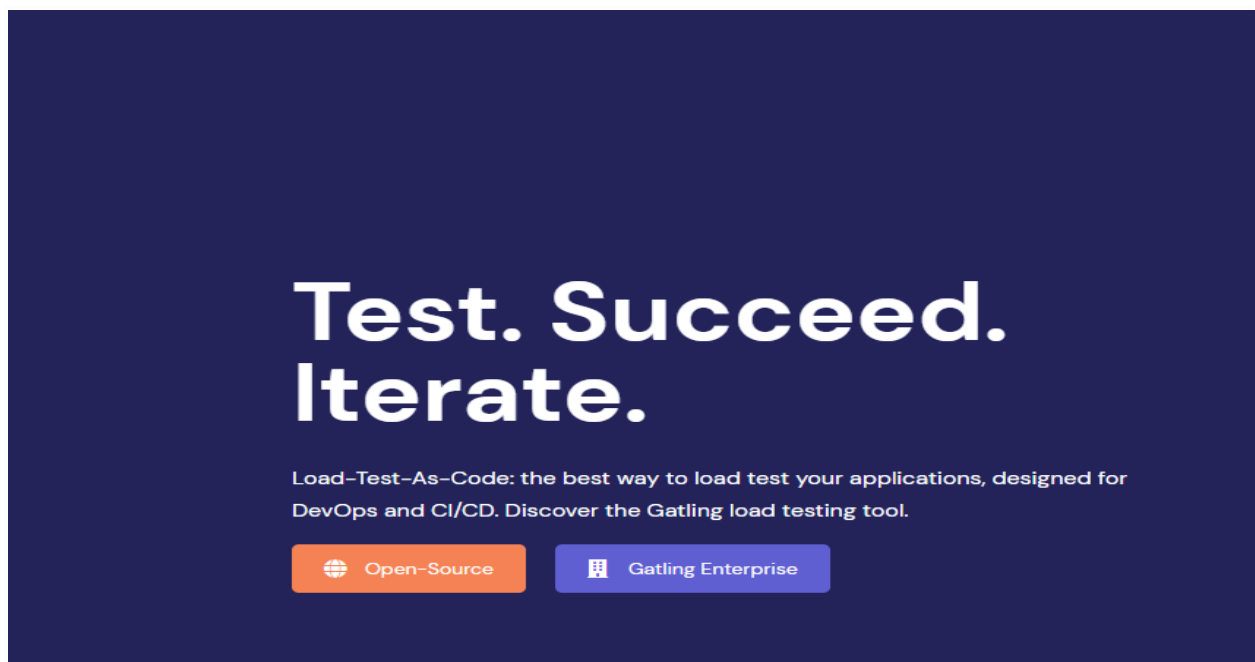 Test. Succeed.
Iterate.
Load-Test-As-Code: the best way to load test your applications, designed for
DevOps and CI/CD. Discover the Gatling load testing tool.
Open-Source
Gatling Enterprise